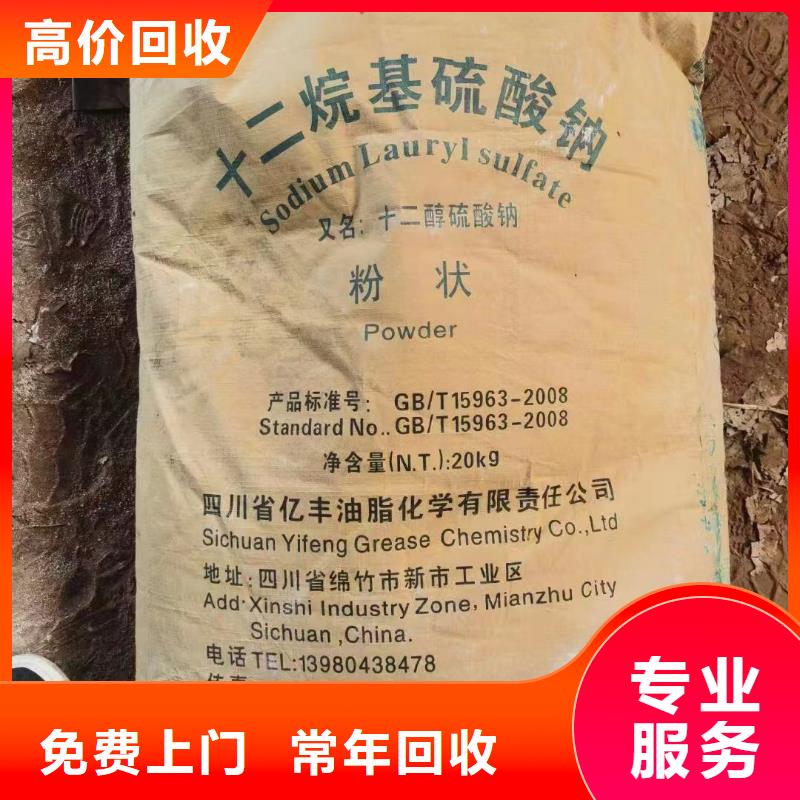 高价回收
十二烷基硫酸钠
Sodium Lauryl sulfate
又名: 十二醇硫酸钠
粉状
Powder
产品标准号: GB/T15963-2008
Standard No.. GB/T15963-2008
净含量(N.T.):20kg
四川省亿丰油脂化学有限责任公司
Sichuan Yifeng Grease Chemistry Co.,Ltd
地址:四川省绵竹市新市工业区
Add·Xinshi Industry Zone, Mianzhu City
Sichuan ,China.
电话TEL:13980438478
专业
服务
免费上门 常年回收